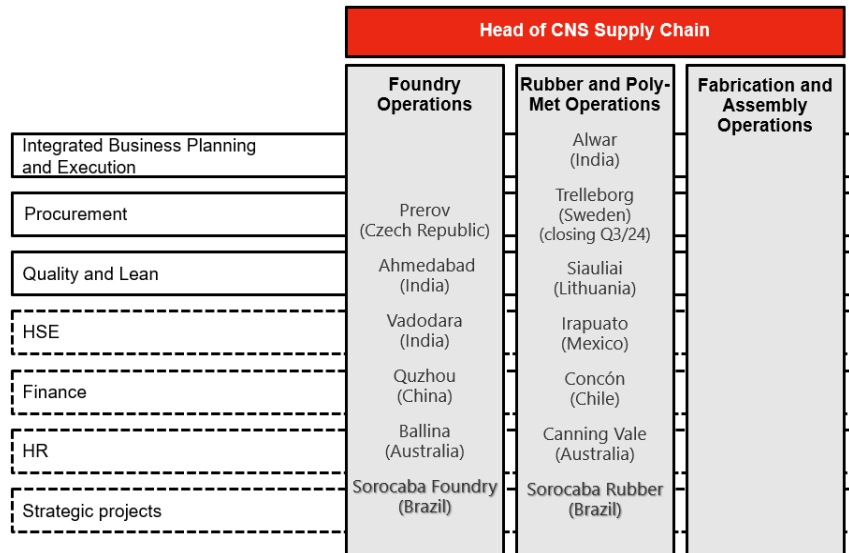 Head of CNS Supply Chain
Foundry
Operations
Rubber and Poly-
Met Operations
Fabrication and
Assembly
Operations
Integrated Business Planning
and Execution
Procurement
Quality and Lean
HSE
Finance
HR
Strategic projects
Prerov
(Czech Republic)
Ahmedabad
(India)
Vadodara
(India)
Quzhou
(China)
Ballina
(Australia)
Sorocaba Foundry
(Brazil)
Alwar
(India)
Trelleborg
(Sweden)
(closing Q3/24)
Siauliai
(Lithuania)
Irapuato
(Mexico)
Concón
(Chile)
Canning Vale
(Australia)
Sorocaba Rubber
(Brazil)